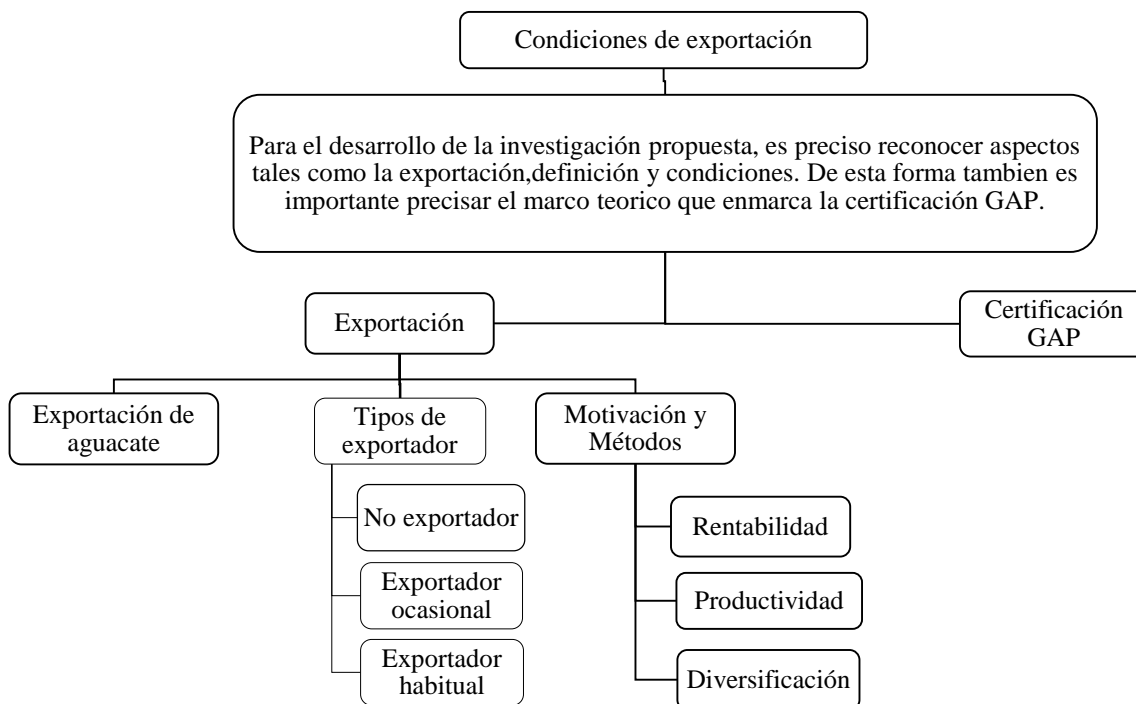 Condiciones de exportación
Para el desarrollo de la investigación propuesta, es preciso reconocer aspectos
tales como la exportación,definición y condiciones. De esta forma tambien es
importante precisar el marco teorico que enmarca la certificación GAP.
Exportación
Certificación
GAP
Exportación de
aguacate
Tipos de
exportador
No exportador
Exportador
ocasional
Exportador
habitual
Motivación y
Métodos
Rentabilidad
Productividad
Diversificación